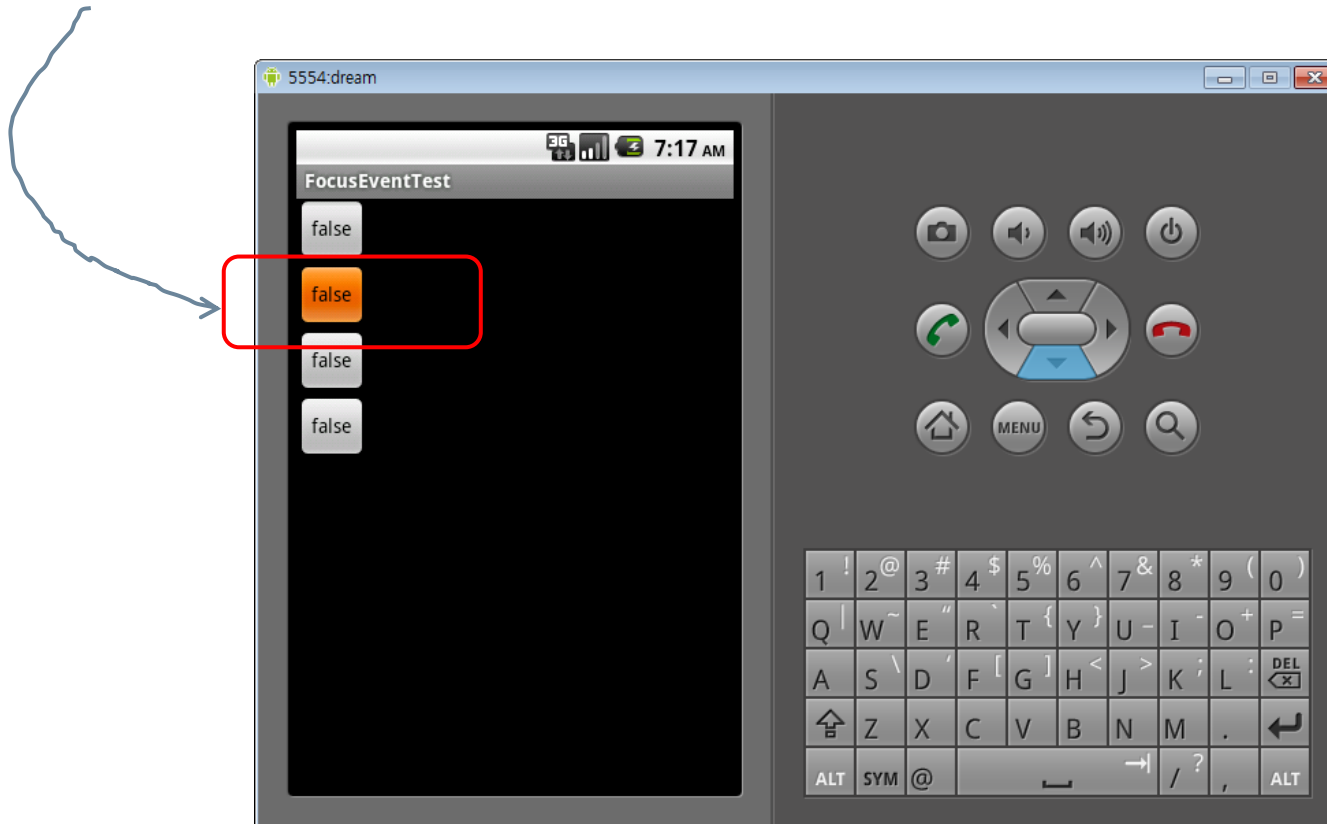 5554:dream
3G 7:17 AM
FocusEventTest
false
false
false
false
MENU
1 ! 2 @ 3 # 4 $ 5 % 6 ^ 7 & 8 * 9 ( 0 )
Q | W ~ E “ R ` T { Y } U _ I - O + P =
A S \ D ‘ F [ G ] H < J > K ; L : DEL
Z X C V B N M .
ALT SYM @ / ? , ALT